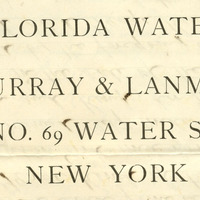 LORIDA WATE
URRAY & LANM
NO. 69 WATER S
NEW YORK